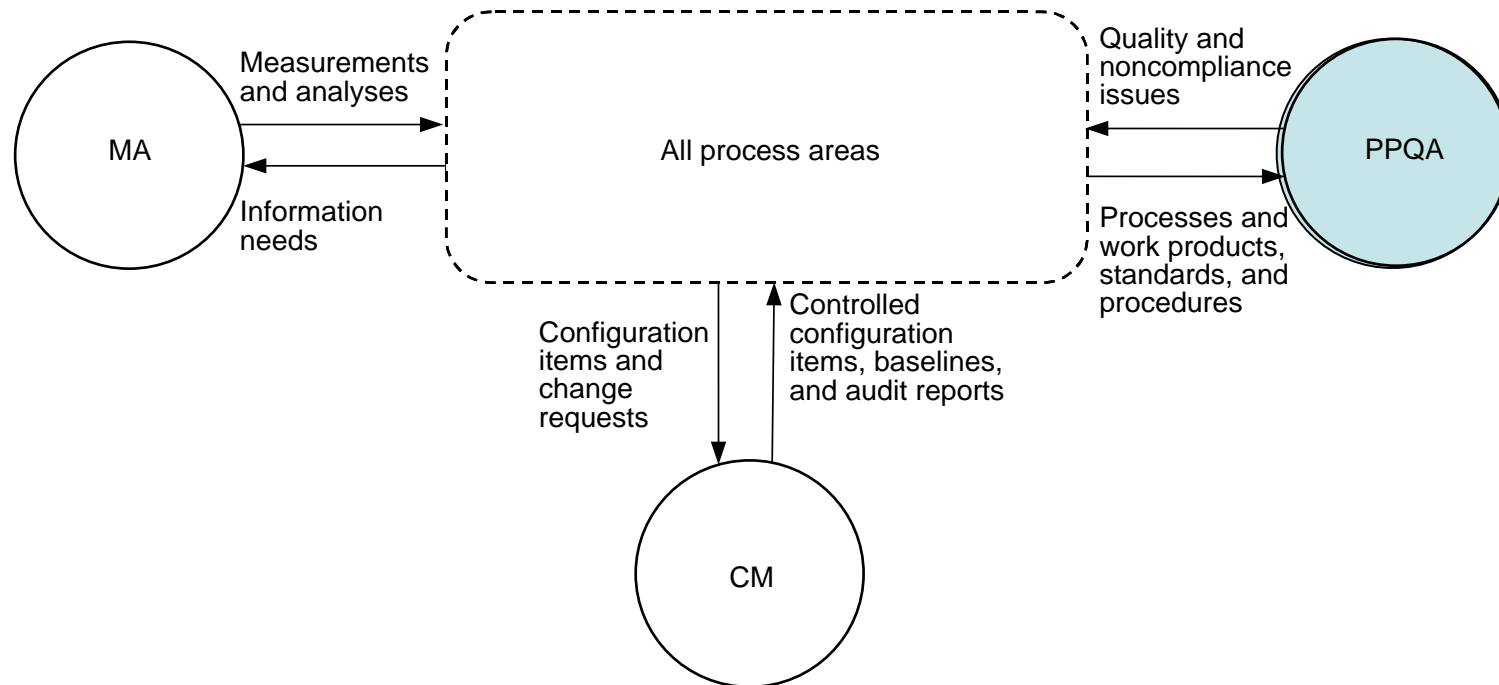 Measurements
and analyses
MA
Information
needs
All process areas
Quality and
noncompliance
issues
PPQA
Processes and
work products,
standards, and
procedures
Configuration
items and
change
requests
Controlled
configuration
items, baselines,
and audit reports
CM